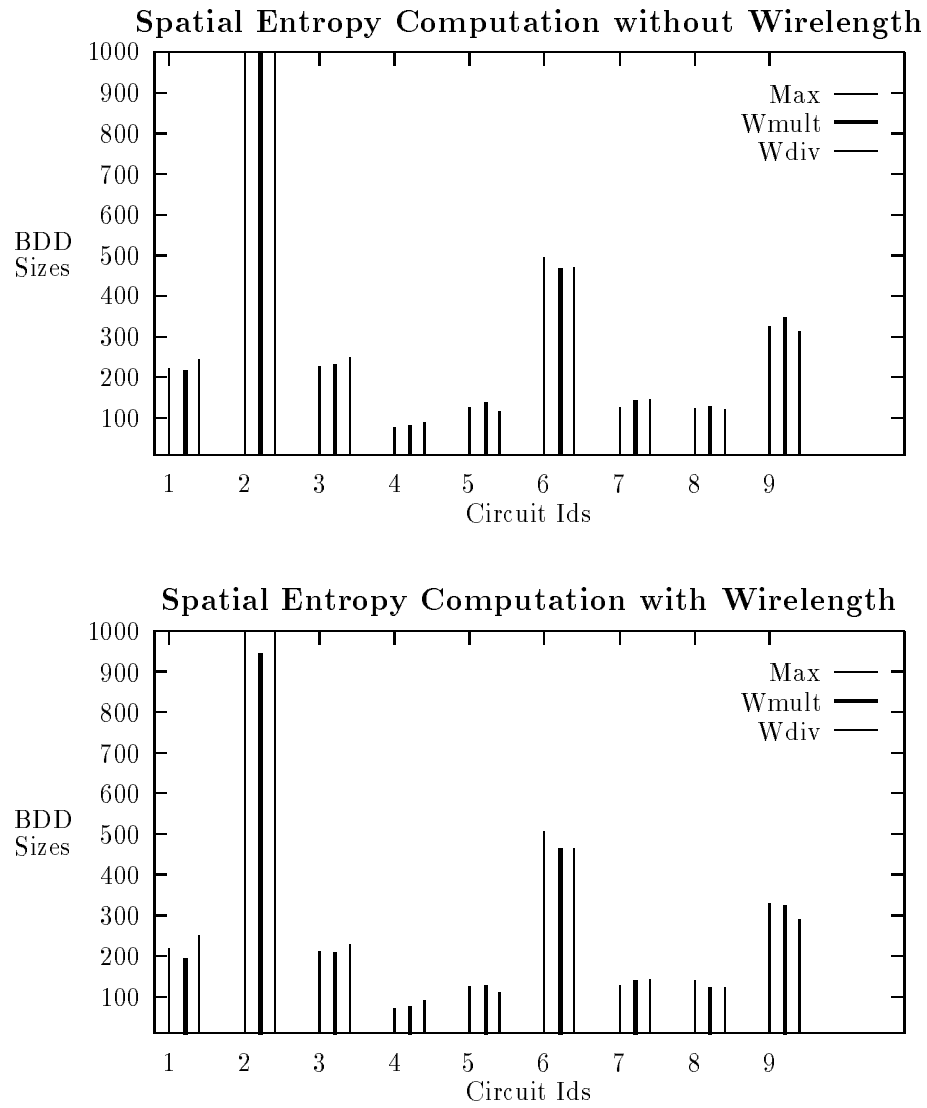 Spatial Entropy Computation without Wirelength
1000
900
800
700
600
500
400
300
200
100
BDD
Sizes
Max
Wmult
Wdiv
1 2 3 4 5 6 7 8 9
Circuit Ids
Spatial Entropy Computation with Wirelength
1000
900
800
700
600
500
400
300
200
100
BDD
Sizes
Max
Wmult
Wdiv
1 2 3 4 5 6 7 8 9
Circuit Ids